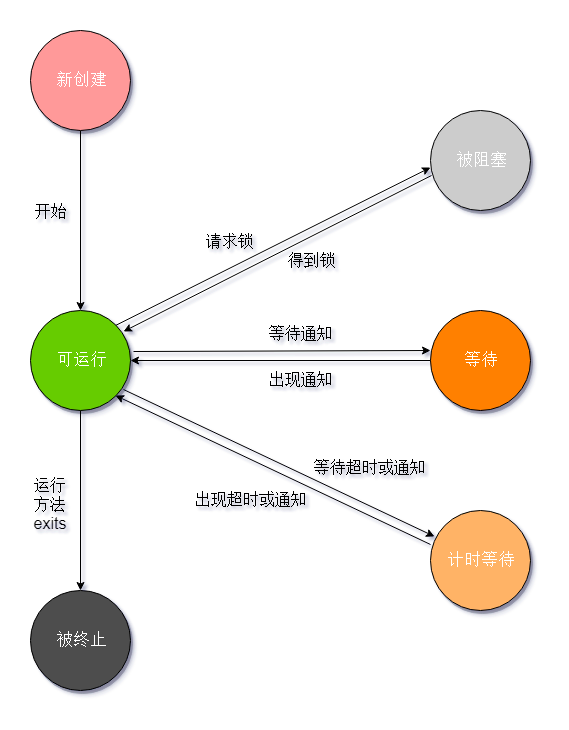 新创建
被阻塞
开始
请求锁
得到锁
等待通知
可运行
等待
出现通知
等待超时或通知
运行
方法
exits
出现超时或通知
计时等待
被终止